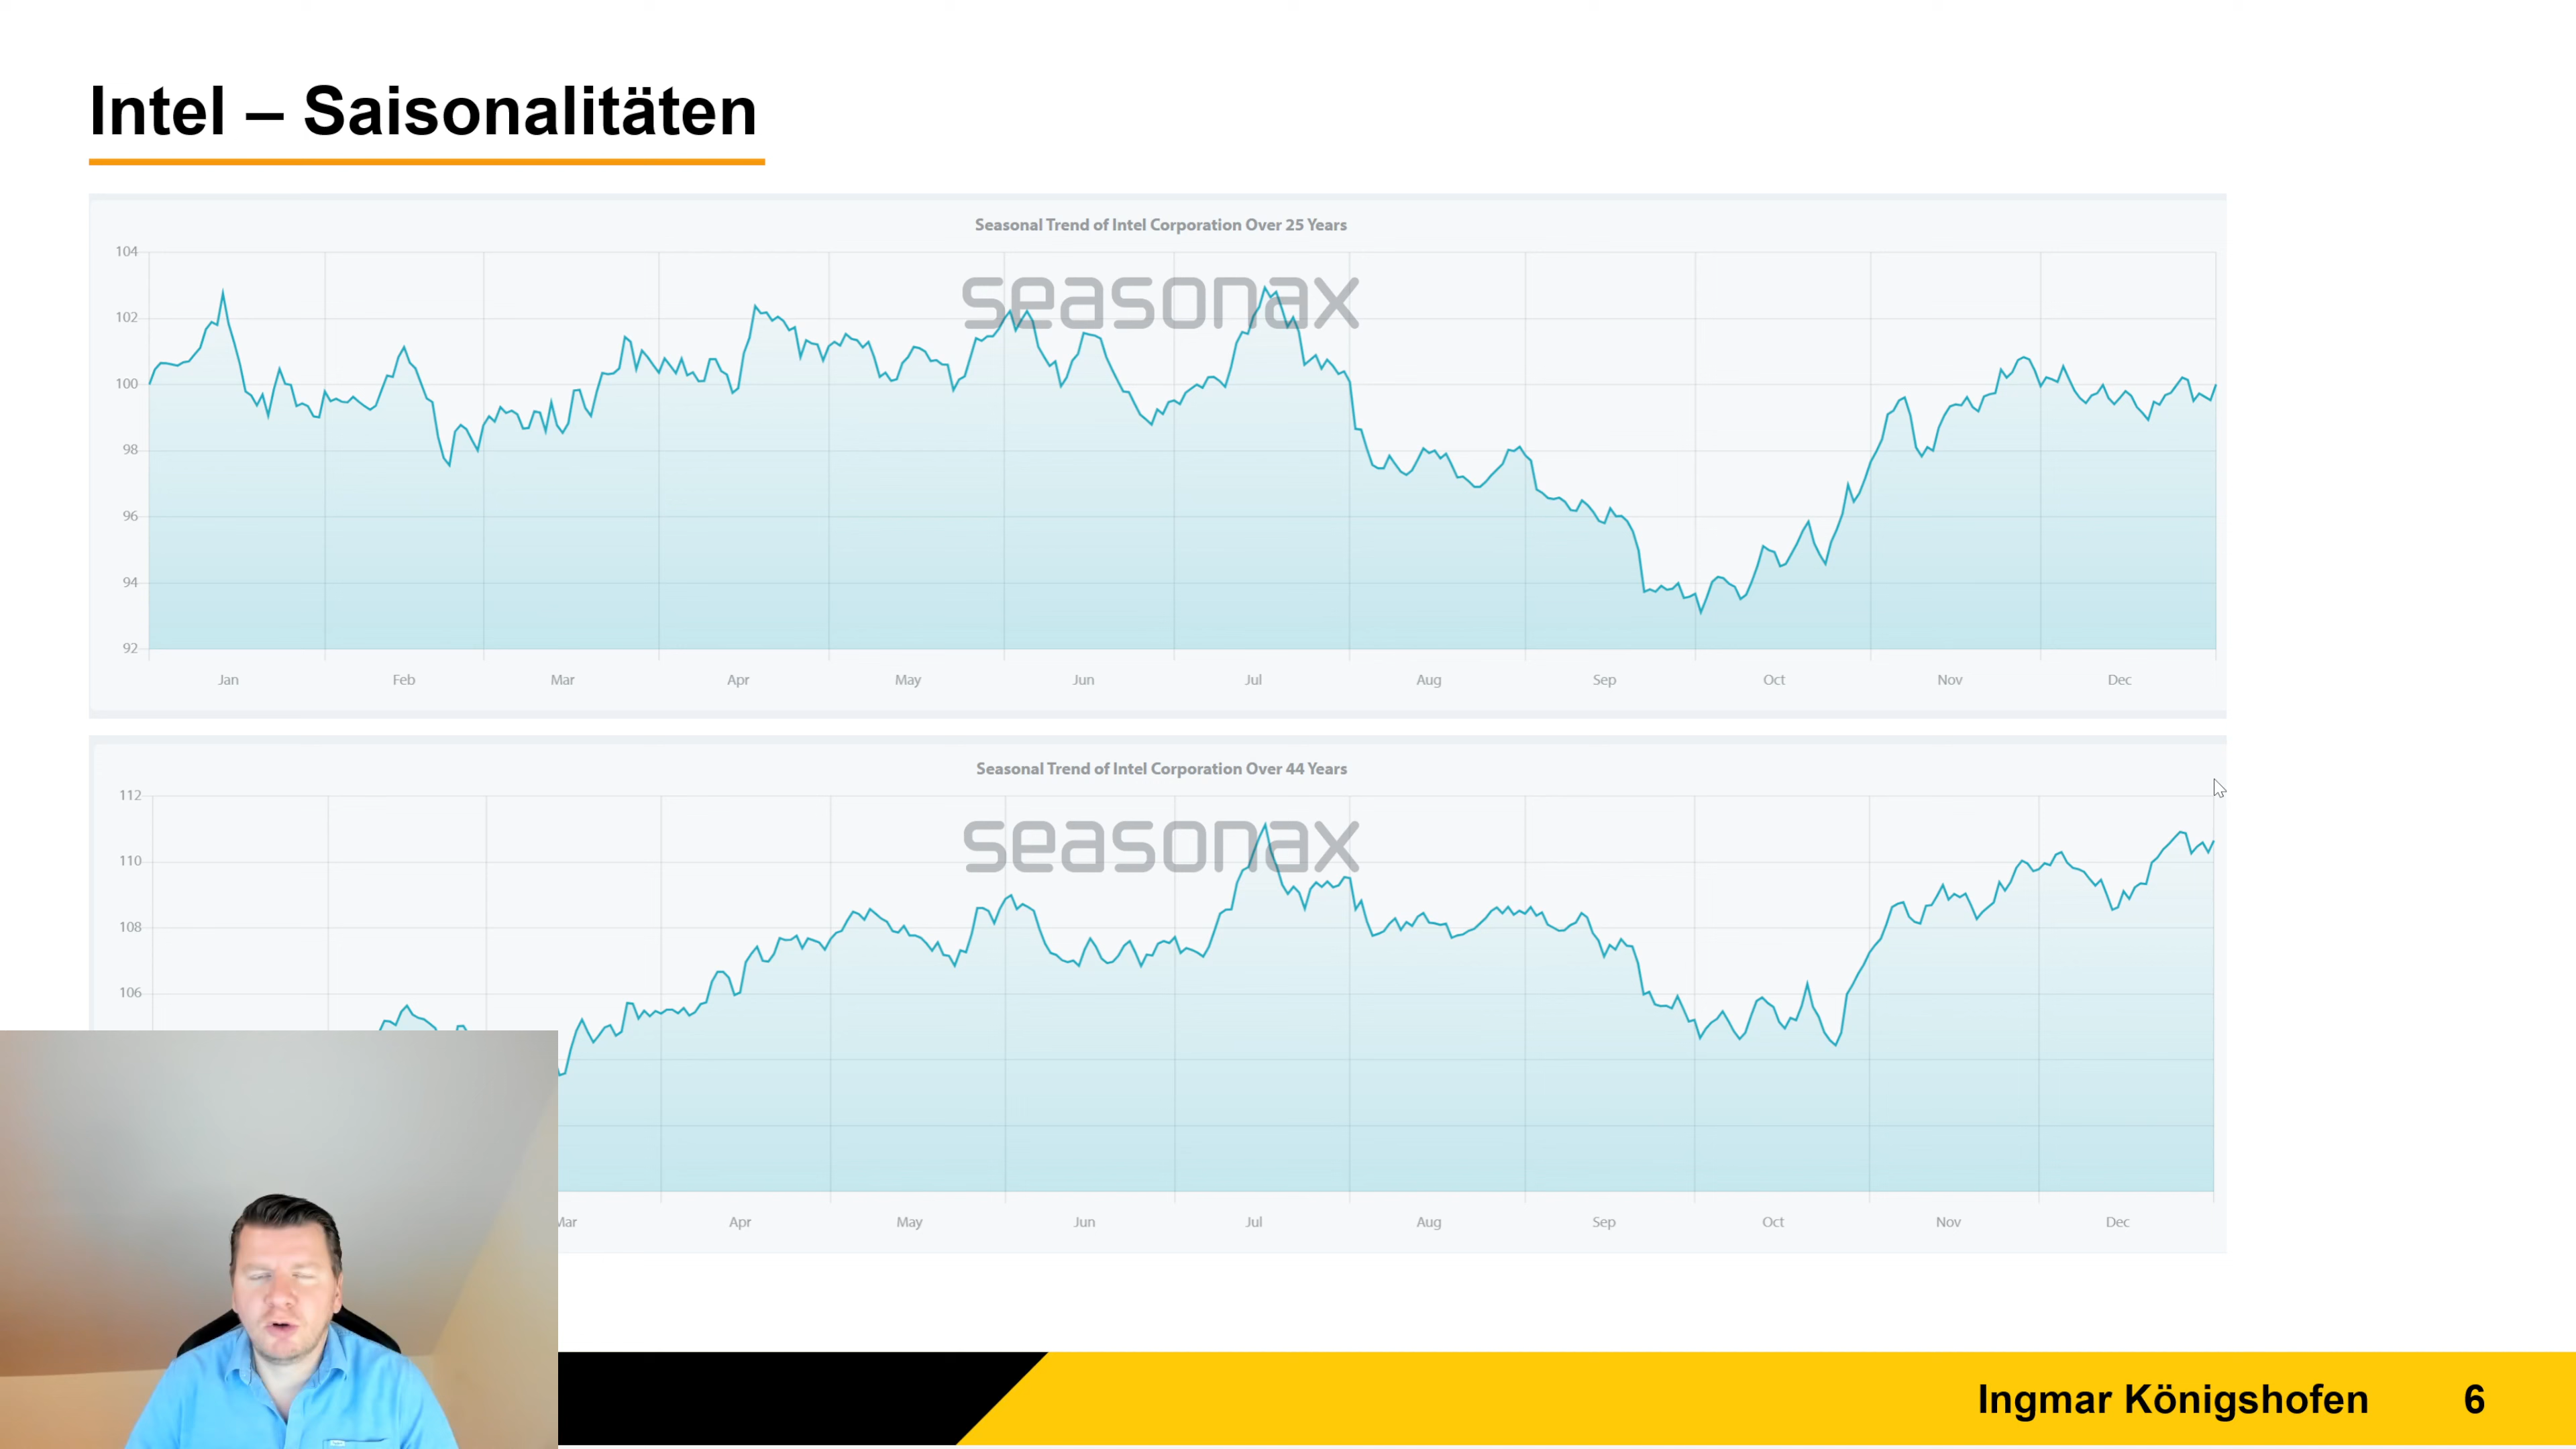 Intel – Saisonalitäten
Seasonal Trend of Intel Corporation Over 25 Years
seasonax
104
102
100
98
96
94
92
Jan Feb Mar Apr May Jun Jul Aug Sep Oct Nov Dec
Seasonal Trend of Intel Corporation Over 44 Years
seasonax
112
110
108
106
Mar Apr May Jun Jul Aug Sep Oct Nov Dec
Ingmar Königshofen 6